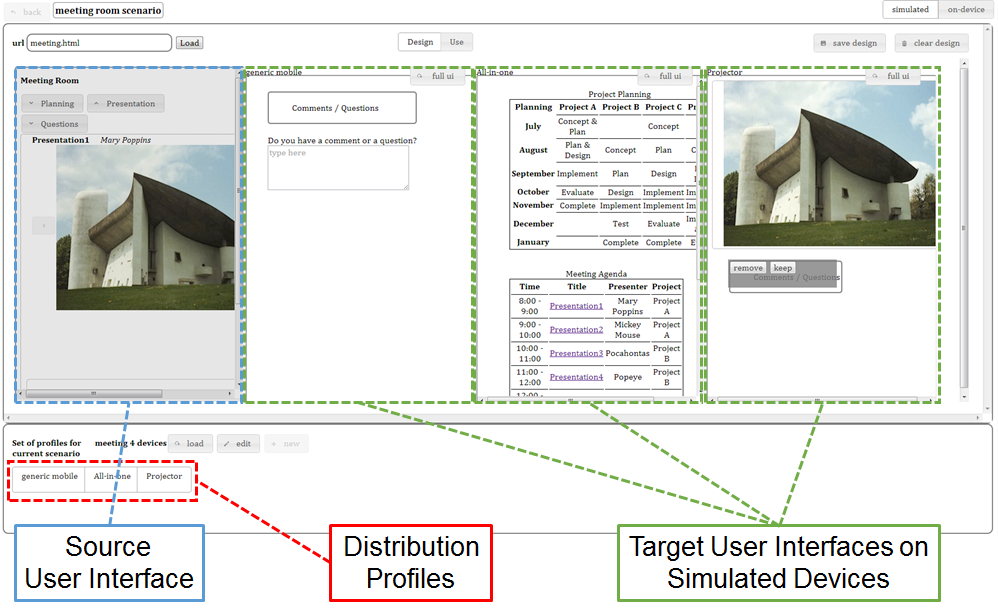 back
meeting room scenario
simulated
on-device
url
meeting.html
Load
Design
Use
save design
clear design
Meeting Room
Planning
Presentation
Questions
Presentation1 Mary Poppins
generic mobile
full ui
Comments / Questions
Do you have a comment or a question?
type here
All-in-one
full ui
Project Planning
Planning Project A Project B Project C
July Concept & Plan Concept
August Plan & Design Concept Plan
September Implement Plan Design
October Evaluate Design Implement
November Complete Implement Implement
December Test Evaluate
January Complete Complete
Meeting Agenda
Time Title Presenter Project
8:00 - 9:00 Presentation1 Mary Poppins Project A
9:00 - 10:00 Presentation2 Mickey Mouse Project A
10:00 - 11:00 Presentation3 Pocahontas Project B
11:00 - 12:00 Presentation4 Popeye Project B
Projector
full ui
remove
keep
Comments / Questions
Set of profiles for
current scenario
meeting 4 devices
load
edit
new
generic mobile
All-in-one
Projector
Source
User Interface
Distribution
Profiles
Target User Interfaces on
Simulated Devices